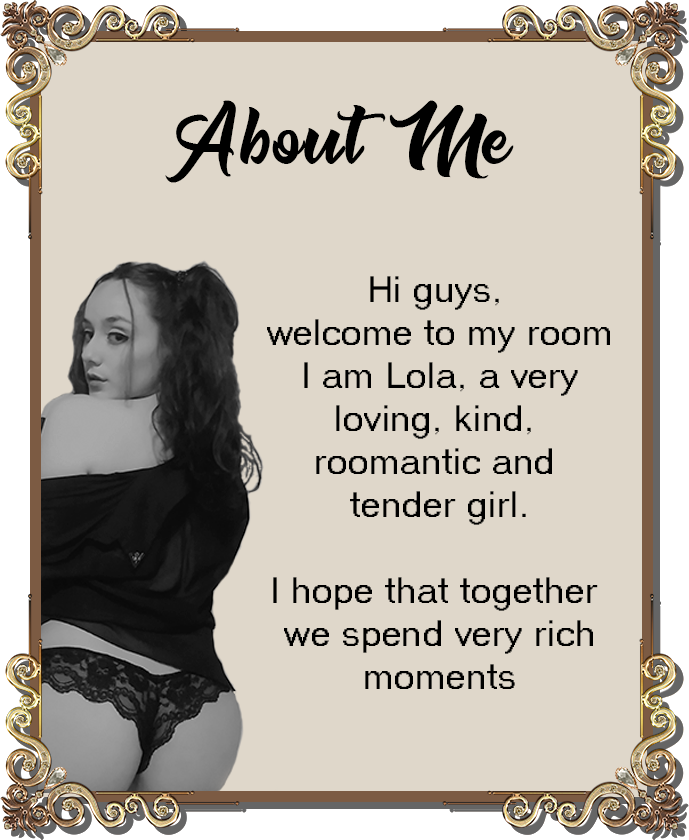 About Me
Hi guys,
welcome to my room
I am Lola, a very
loving, kind,
roomantic and
tender girl.
I hope that together
we spend very rich
moments